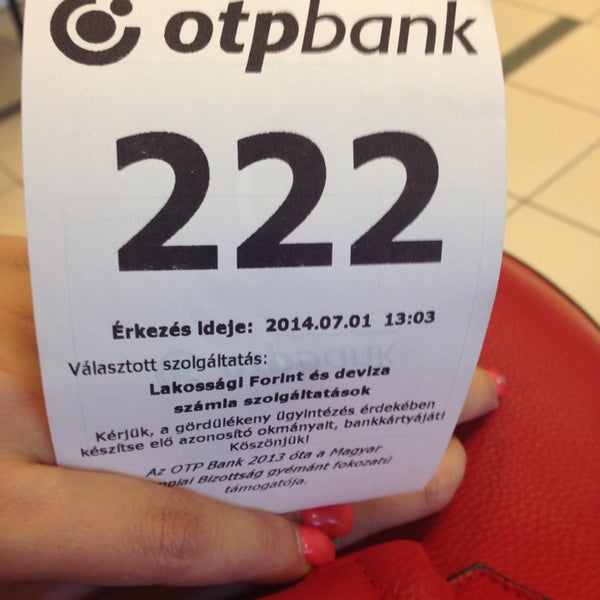 otpbank
222
Érkezés ideje: 2014.07.01 13:03
Választott szolgáltatás:
Lakossági Forint és deviza
számla szolgáltatások
Kérjük, a gördülékeny ügyintézés érdekében
készítse elő azonosító okmányait, bankkártyáját!
Köszönjük!
Az OTP Bank 2013 óta a Magyar
Bizottság gyémánt fokozatú
támogatója.